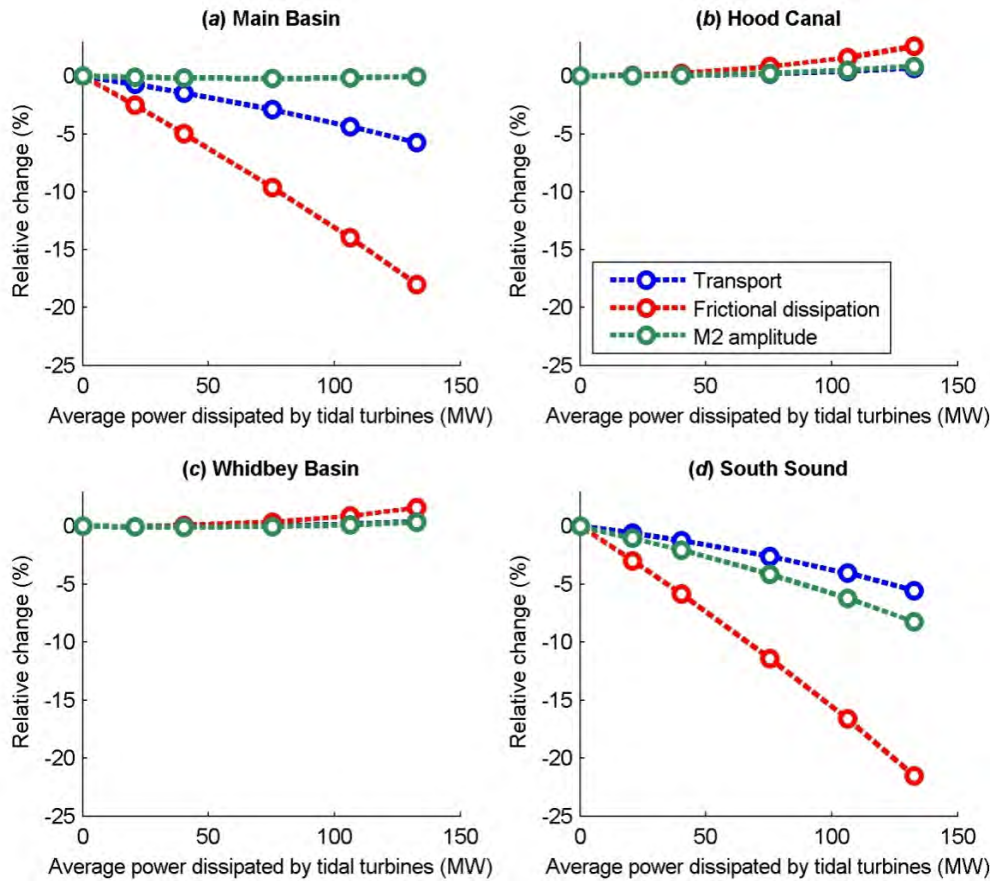 (a) Main Basin
0
-5
-10
-15
-20
-25
Relative change (%)
0 50 100 150
Average power dissipated by tidal turbines (MW)
(b) Hood Canal
0
-5
-10
-15
-20
-25
Relative change (%)
Transport
Frictional dissipation
M2 amplitude
0 50 100 150
Average power dissipated by tidal turbines (MW)
(c) Whidbey Basin
0
-5
-10
-15
-20
-25
Relative change (%)
0 50 100 150
Average power dissipated by tidal turbines (MW)
(d) South Sound
0
-5
-10
-15
-20
-25
Relative change (%)
0 50 100 150
Average power dissipated by tidal turbines (MW)